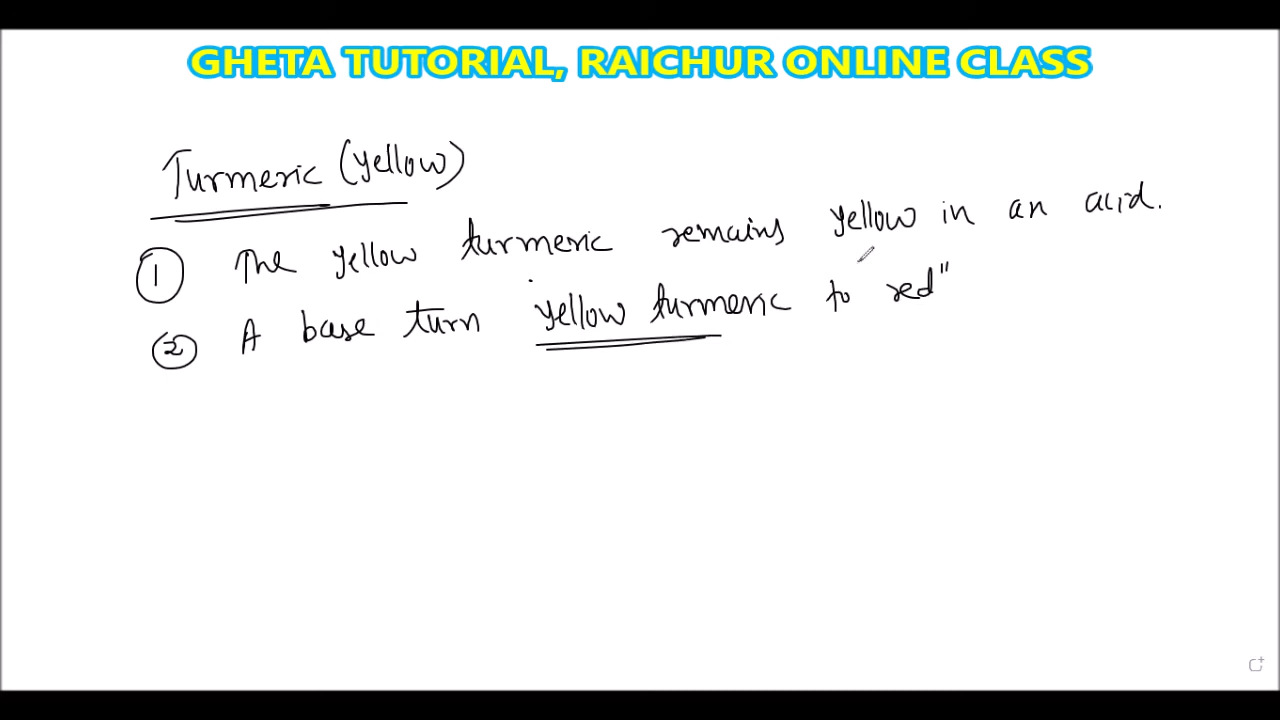 GHETA TUTORIAL, RAICHUR ONLINE CLASS
Turmeric (yellow)
① The yellow turmeric remains yellow in an acid.
② A base turn yellow turmeric to red"